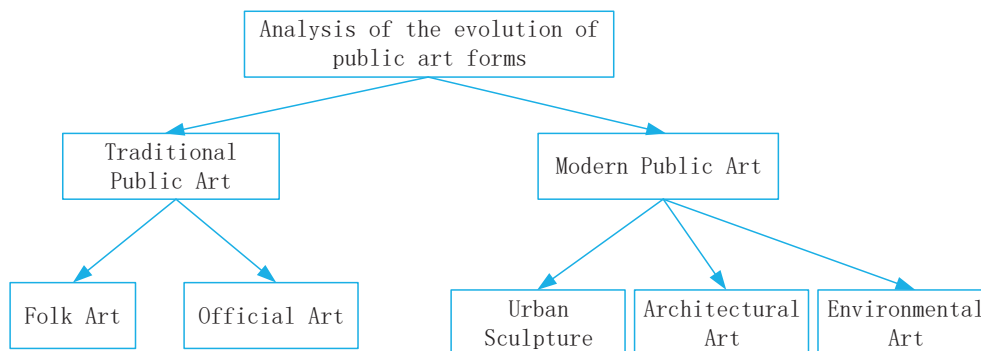 Analysis of the evolution of
public art forms
Traditional
Public Art
Modern Public Art
Folk Art
Official Art
Urban
Sculpture
Architectural
Art
Environmental
Art